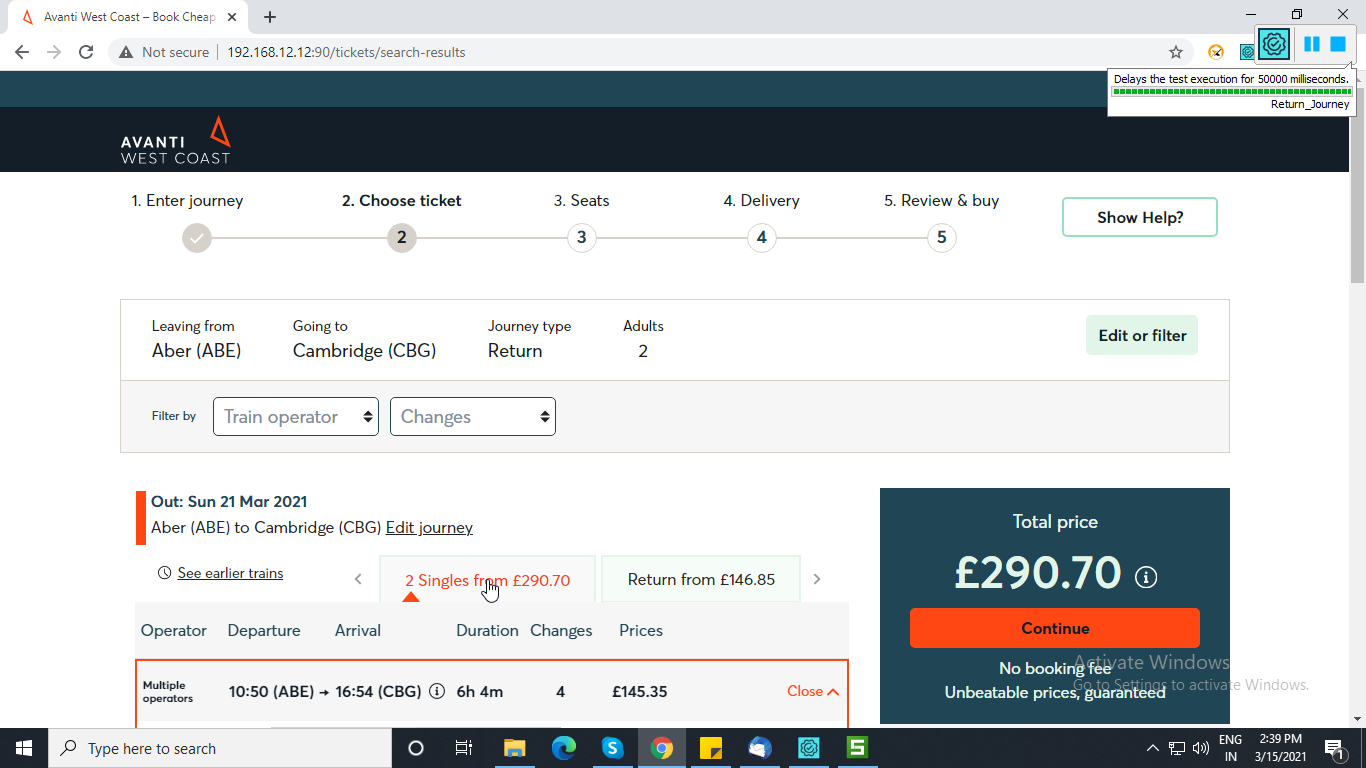 Avanti West Coast – Book Cheap
Not secure
192.168.12.12:90/tickets/search-results
Delays the test execution for 50000 milliseconds.
Return_Journey
AVANTI
WEST COAST
1. Enter journey
2. Choose ticket
3. Seats
4. Delivery
5. Review & buy
2
3
4
5
Show Help?
Leaving from
Going to
Journey type
Adults
Aber (ABE)
Cambridge (CBG)
Return
2
Edit or filter
Filter by
Train operator
Changes
Out: Sun 21 Mar 2021
Aber (ABE) to Cambridge (CBG) Edit journey
See earlier trains
2 Singles from £290.70
Return from £146.85
Operator
Departure
Arrival
Duration
Changes
Prices
Multiple
operators
10:50 (ABE) → 16:54 (CBG)
6h 4m
4
£145.35
Close
Total price
£290.70
Continue
No booking fee
Unbeatable prices, guaranteed
Activate Windows
Go to Settings to activate Windows.
Type here to search
ENG
IN
2:39 PM
3/15/2021
1